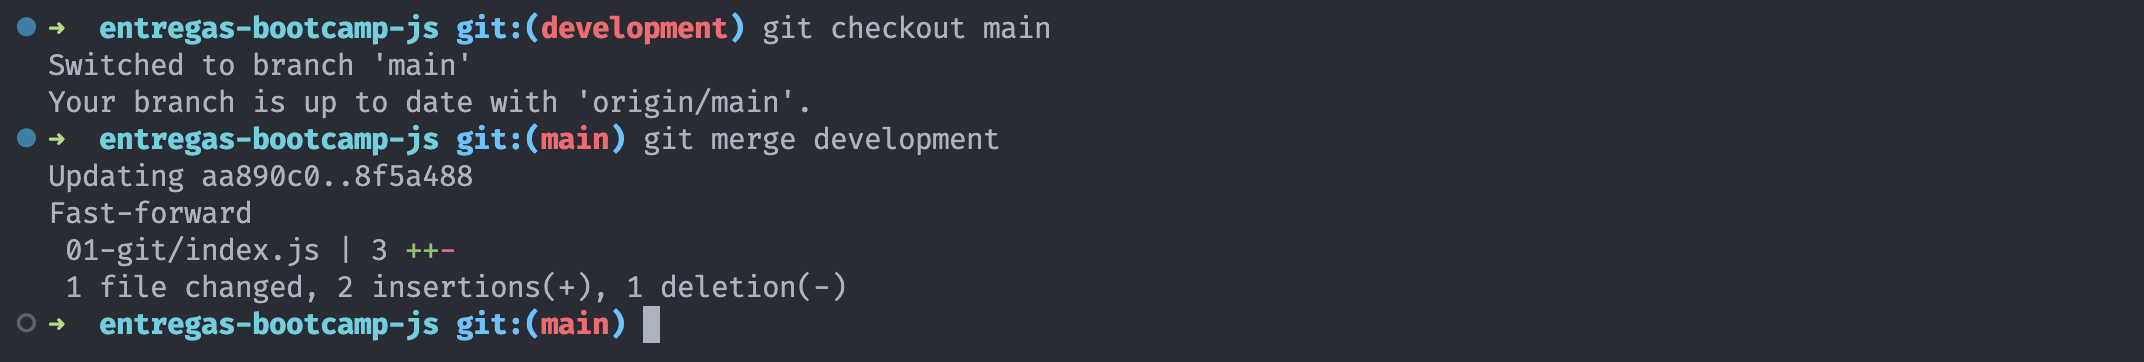 ➜  entregas-bootcamp-js git:(development) git checkout main
Switched to branch 'main'
Your branch is up to date with 'origin/main'.
➜  entregas-bootcamp-js git:(main) git merge development
Updating aa890c0..8f5a488
Fast-forward
 01-git/index.js | 3 ++-
 1 file changed, 2 insertions(+), 1 deletion(-)
➜  entregas-bootcamp-js git:(main)